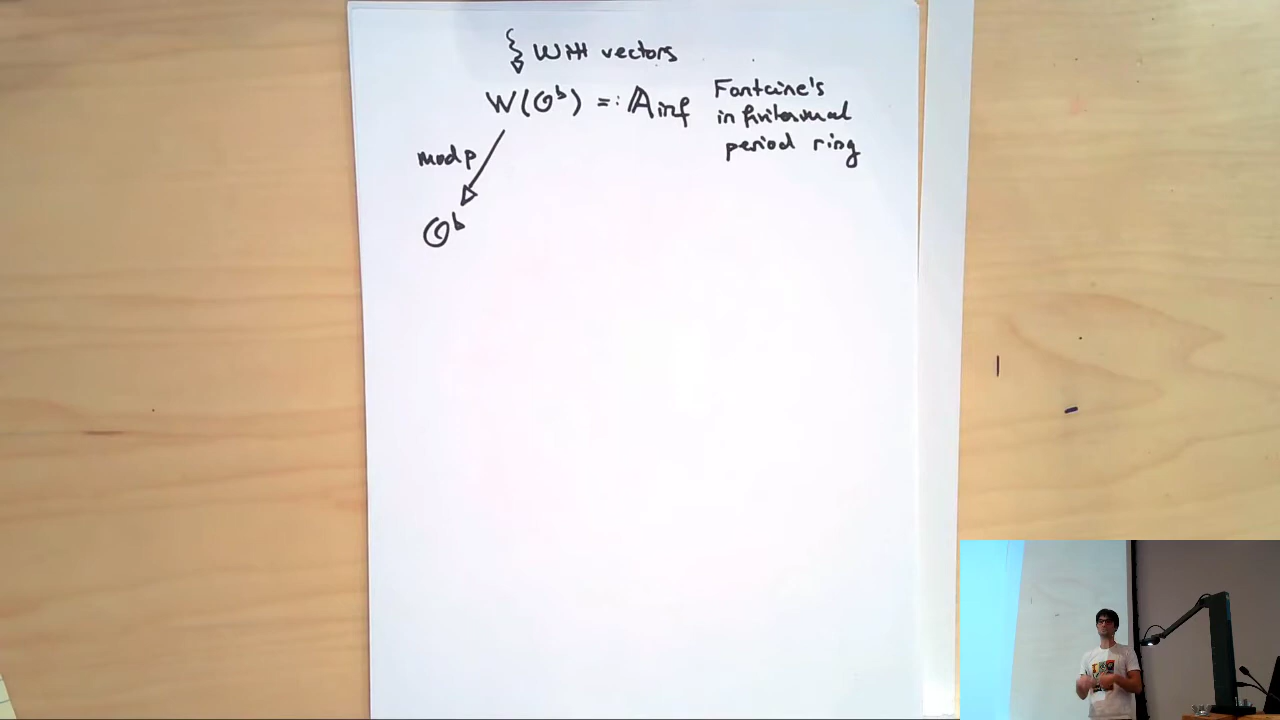 Witt vectors
W(O^b) =: A_inf Fontaine's
infinitesimal
period ring
mod p
O^b